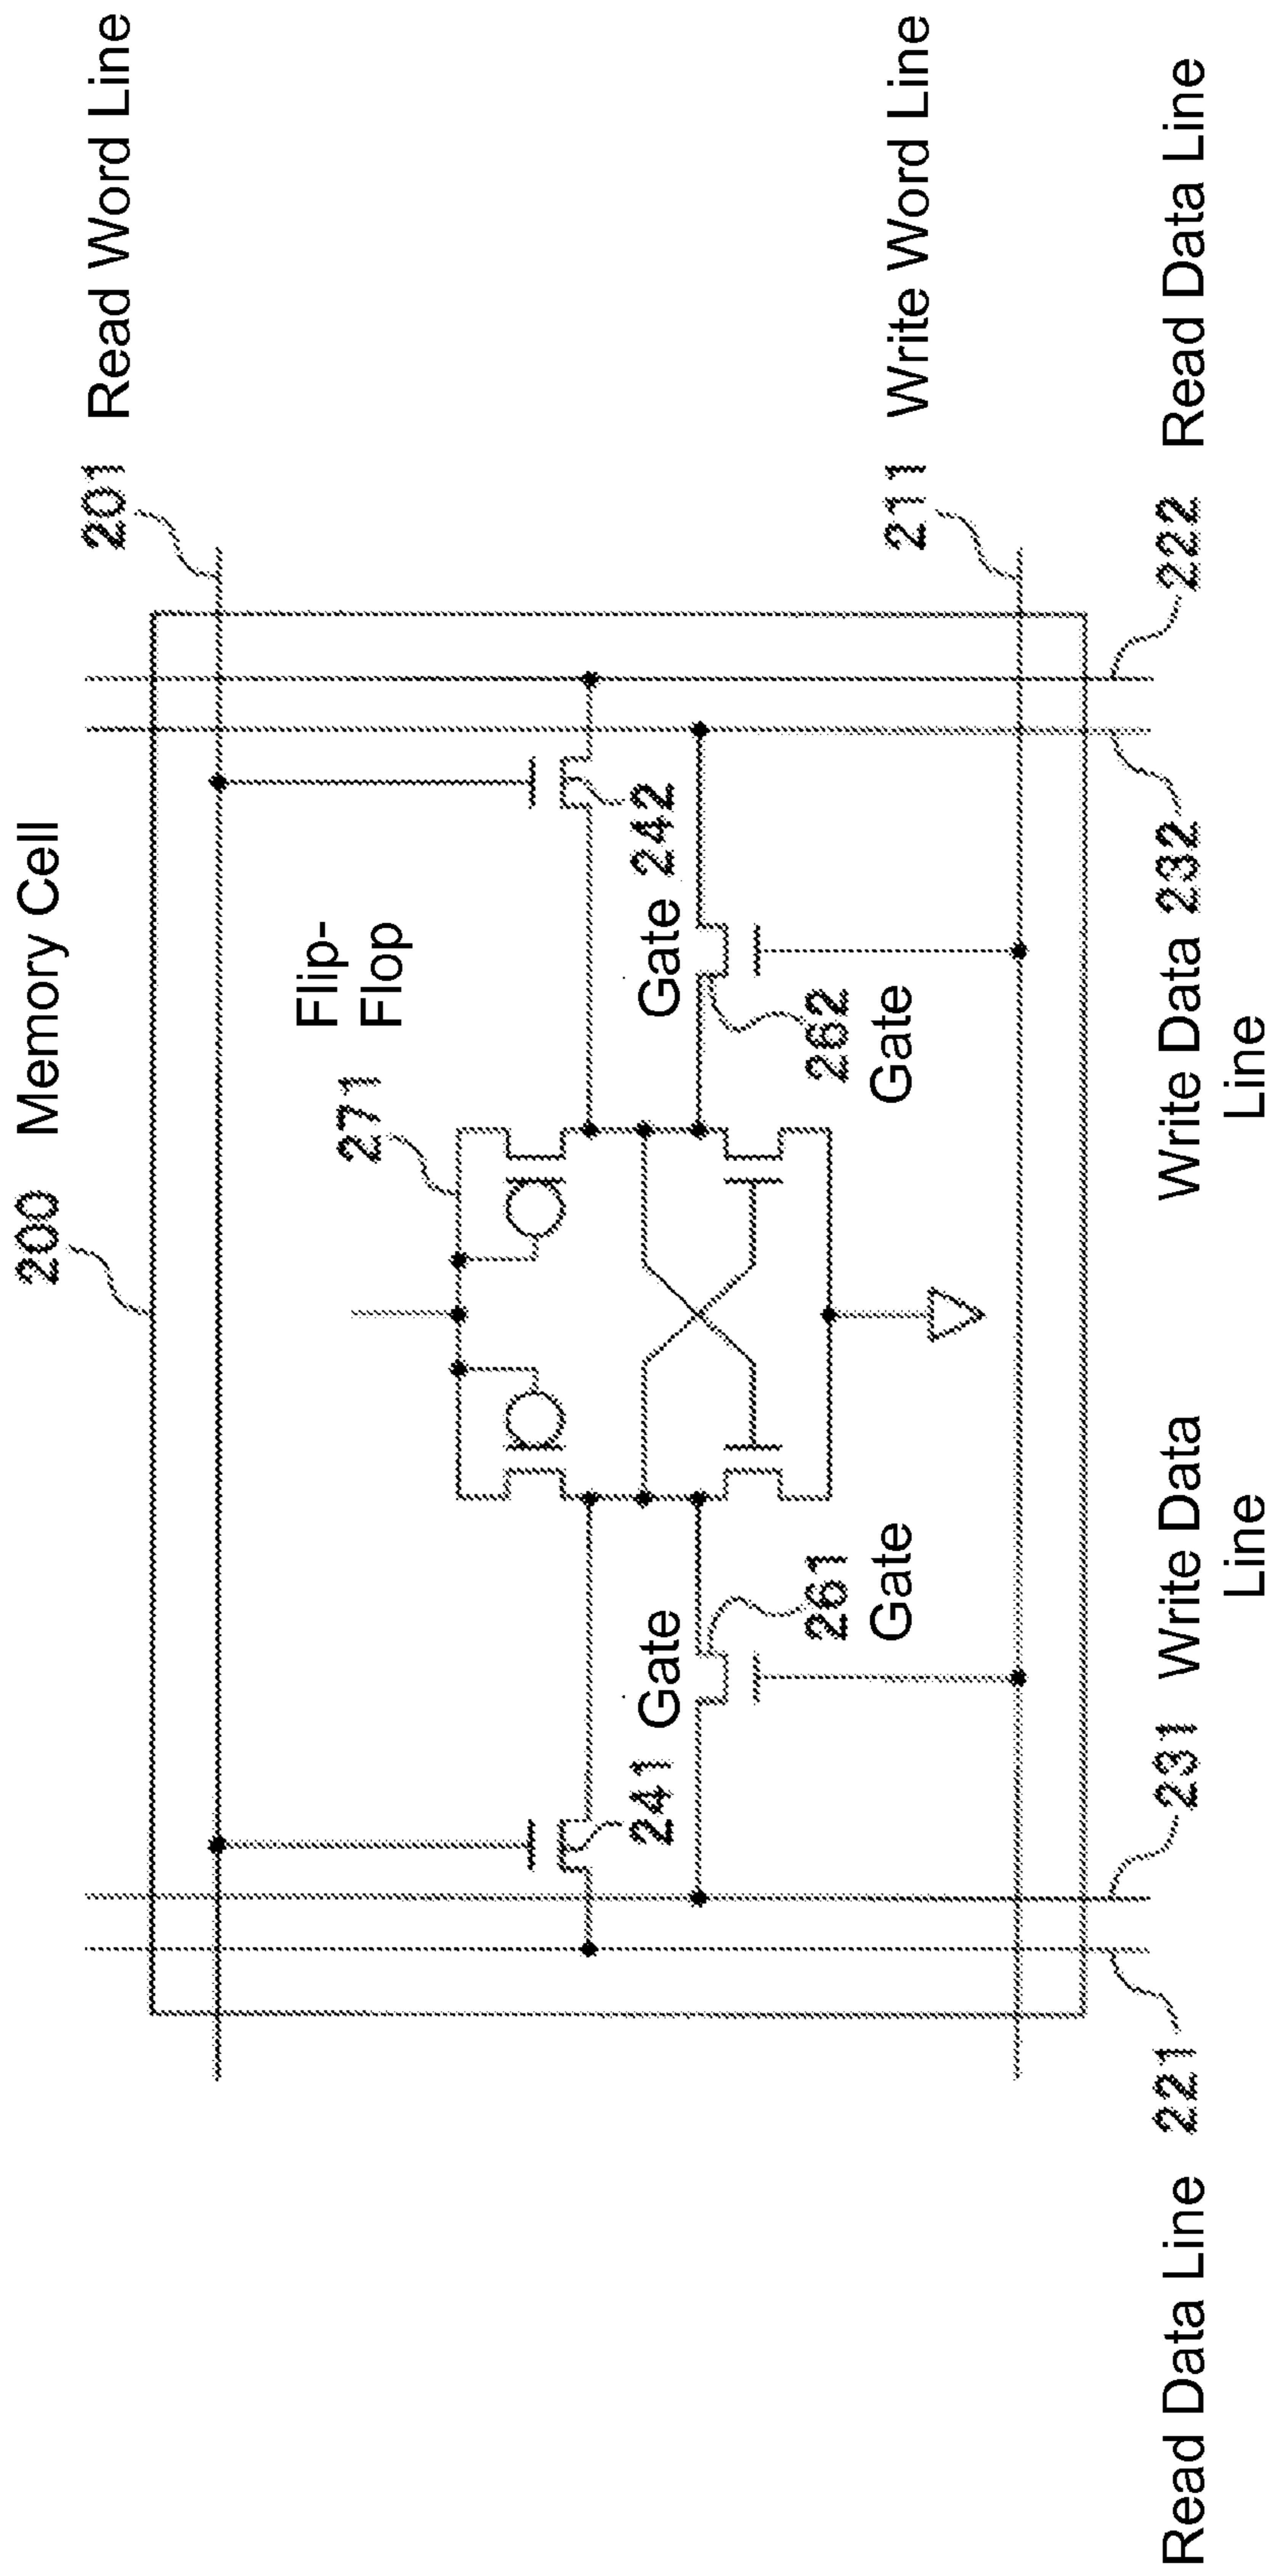 200 Memory Cell
201 Read Word Line
Flip-
Flop
271
241
Gate
Gate 242
261
Gate
262
Gate
211 Write Word Line
Read Data Line 221
231 Write Data
Line
Write Data 232
Line
222 Read Data Line